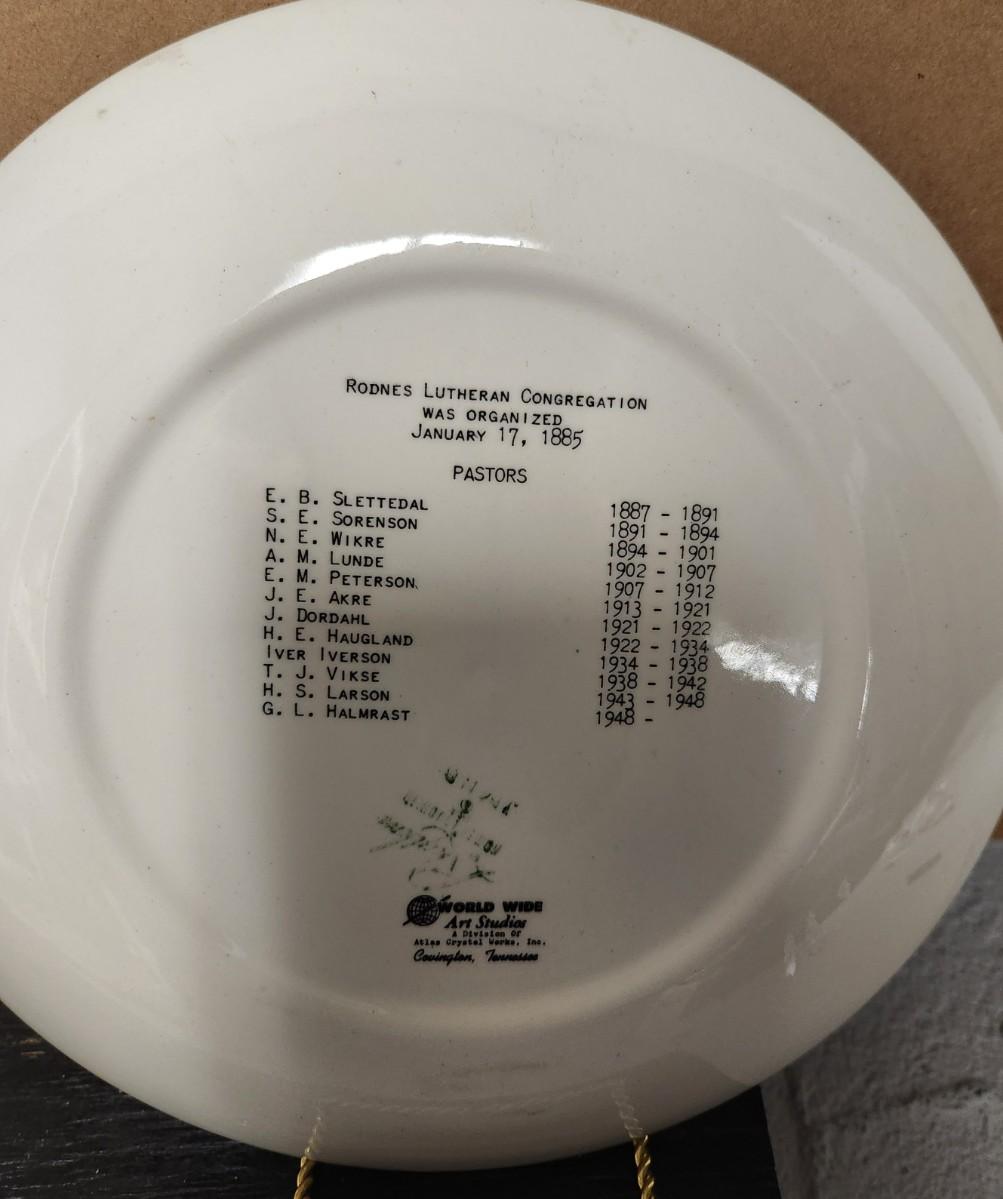 RODNES LUTHERAN CONGREGATION
WAS ORGANIZED
JANUARY 17, 1885
PASTORS
E. B. SLETTEDAL 1887 - 1891
S. E. SORENSON 1891 - 1894
N. E. WIKRE 1894 - 1901
A. M. LUNDE 1902 - 1907
E. M. PETERSON 1907 - 1912
J. E. AKRE 1913 - 1921
J. DORDAHL 1921 - 1922
H. E. HAUGLAND 1922 - 1934
IVER IVERSON 1934 - 1938
T. J. VIKSE 1938 - 1942
H. S. LARSON 1943 - 1948
G. L. HALMRAST 1948 -
WORLD WIDE
Art Studios
A Division Of
Atlas Crystal Works, Inc.
Covington, Tennessee